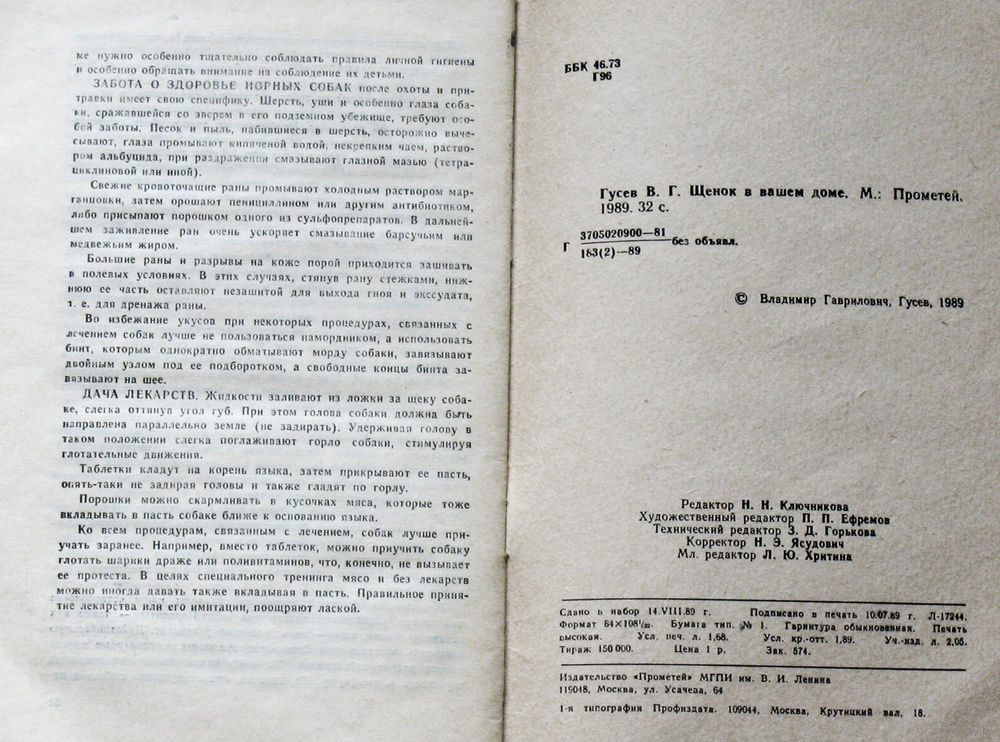 ме нужно особенно тщательно соблюдать правила личной гигиены
и особенно обращать внимание на соблюдение их детьми.
ЗАБОТА О ЗДОРОВЬЕ НОРНЫХ СОБАК после охоты и при-
травки имеет свою специфику. Шерсть, уши и особенно глаза соба-
ки, сражавшейся со зверем в его подземном убежище, требуют осо-
бой заботы. Песок и пыль, набившиеся в шерсть, осторожно выче-
сывают, глаза промывают кипяченой водой, некрепким чаем, раство-
ром альбуцида, при раздражении смазывают глазной мазью (тетра-
циклиновой или иной).
Свежие кровоточащие раны промывают холодным раствором мар-
ганцовки, затем орошают пенициллином или другим антибиотиком,
либо присыпают порошком одного из сульфопрепаратов. В дальней-
шем заживление ран очень ускоряет смазывание барсучьим или
медвежьим жиром.
Большие раны и разрывы на коже порой приходится зашивать
в полевых условиях. В этих случаях, стянув рану стежками, ниж-
нюю ее часть оставляют незашитой для выхода гноя и экссудата,
т. е. для дренажа раны.
Во избежание укусов при некоторых процедурах, связанных с
лечением собак лучше не пользоваться намордником, а использовать
бинт, которым однократно обматывают морду собаки, завязывают
двойным узлом под ее подбородком, а свободные концы бинта за-
вязывают на шее.
ДАЧА ЛЕКАРСТВ. Жидкости заливают из ложки за щеку соба-
ке, слегка оттянув угол губ. При этом голова собаки должна быть
направлена параллельно земле (не задирать). Удерживая голову в
таком положении слегка поглаживают горло собаки, стимулируя
глотательные движения.
Таблетки кладут на корень языка, затем прикрывают ее пасть,
опять-таки не задирая головы и также гладят по горлу.
Порошки можно скармливать в кусочках мяса, которые тоже
вкладывать в пасть собаке ближе к основанию языка.
Ко всем процедурам, связанным с лечением, собак лучше при-
учать заранее. Например, вместо таблеток, можно приучить собаку
глотать шарики драже или поливитаминов, что, конечно, не вызывает
ее протеста. В целях специального тренинга мясо и без лекарств
можно иногда давать также вкладывая в пасть. Правильное приня-
тие лекарства или его имитации, поощряют лаской.
ББК 46.73
Г96
Гусев В. Г. Щенок в вашем доме. М.: Прометей.
1989. 32 с.
Г 3705020900—81 без объявл.
183(2)—89
© Владимир Гаврилович, Гусев, 1989
Редактор Н. Н. Ключникова
Художественный редактор П. П. Ефремов
Технический редактор З. Д. Горькова
Корректор Н. Э. Ясудович
Мл. редактор Л. Ю. Хритина
Сдано в набор 14.VIII.89 г. Подписано в печать 10.07.89 г. Л-17244.
Формат 84×108¹/₃₂. Бумага тип. № 1. Гарнитура обыкновенная. Печать
высокая. Усл. печ. л. 1,68. Усл. кр.-отт. 1,89. Уч.-изд. л. 2,05.
Тираж 150 000. Цена 1 р. Зак. 874.
Издательство «Прометей» МГПИ им. В. И. Ленина
119048, Москва, ул. Усачева, 64
1-я типография Профиздата. 109044, Москва, Крутицкий вал, 18.